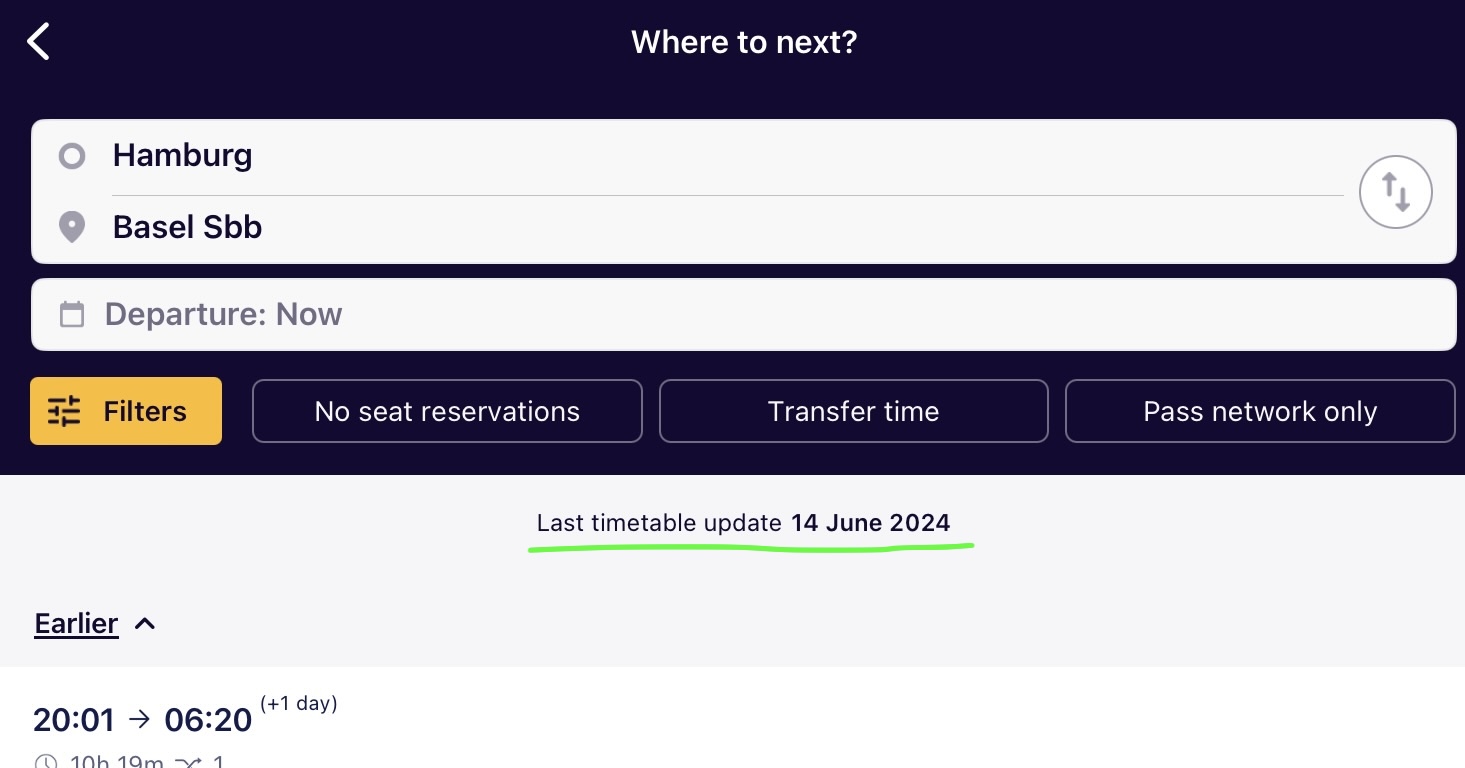 Where to next?
Hamburg
Basel Sbb
Departure: Now
Filters
No seat reservations
Transfer time
Pass network only
Last timetable update 14 June 2024
Earlier
20:01 → 06:20 (+1 day)
10h 19m 1